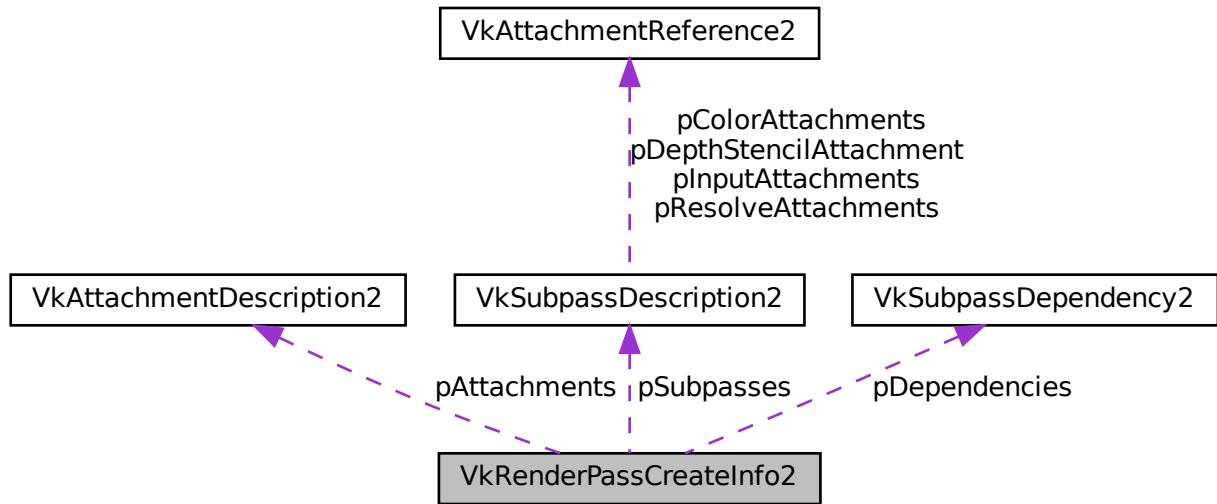 VkAttachmentReference2
pColorAttachments
pDepthStencilAttachment
pInputAttachments
pResolveAttachments
VkAttachmentDescription2
VkSubpassDescription2
VkSubpassDependency2
pAttachments
pSubpasses
pDependencies
VkRenderPassCreateInfo2